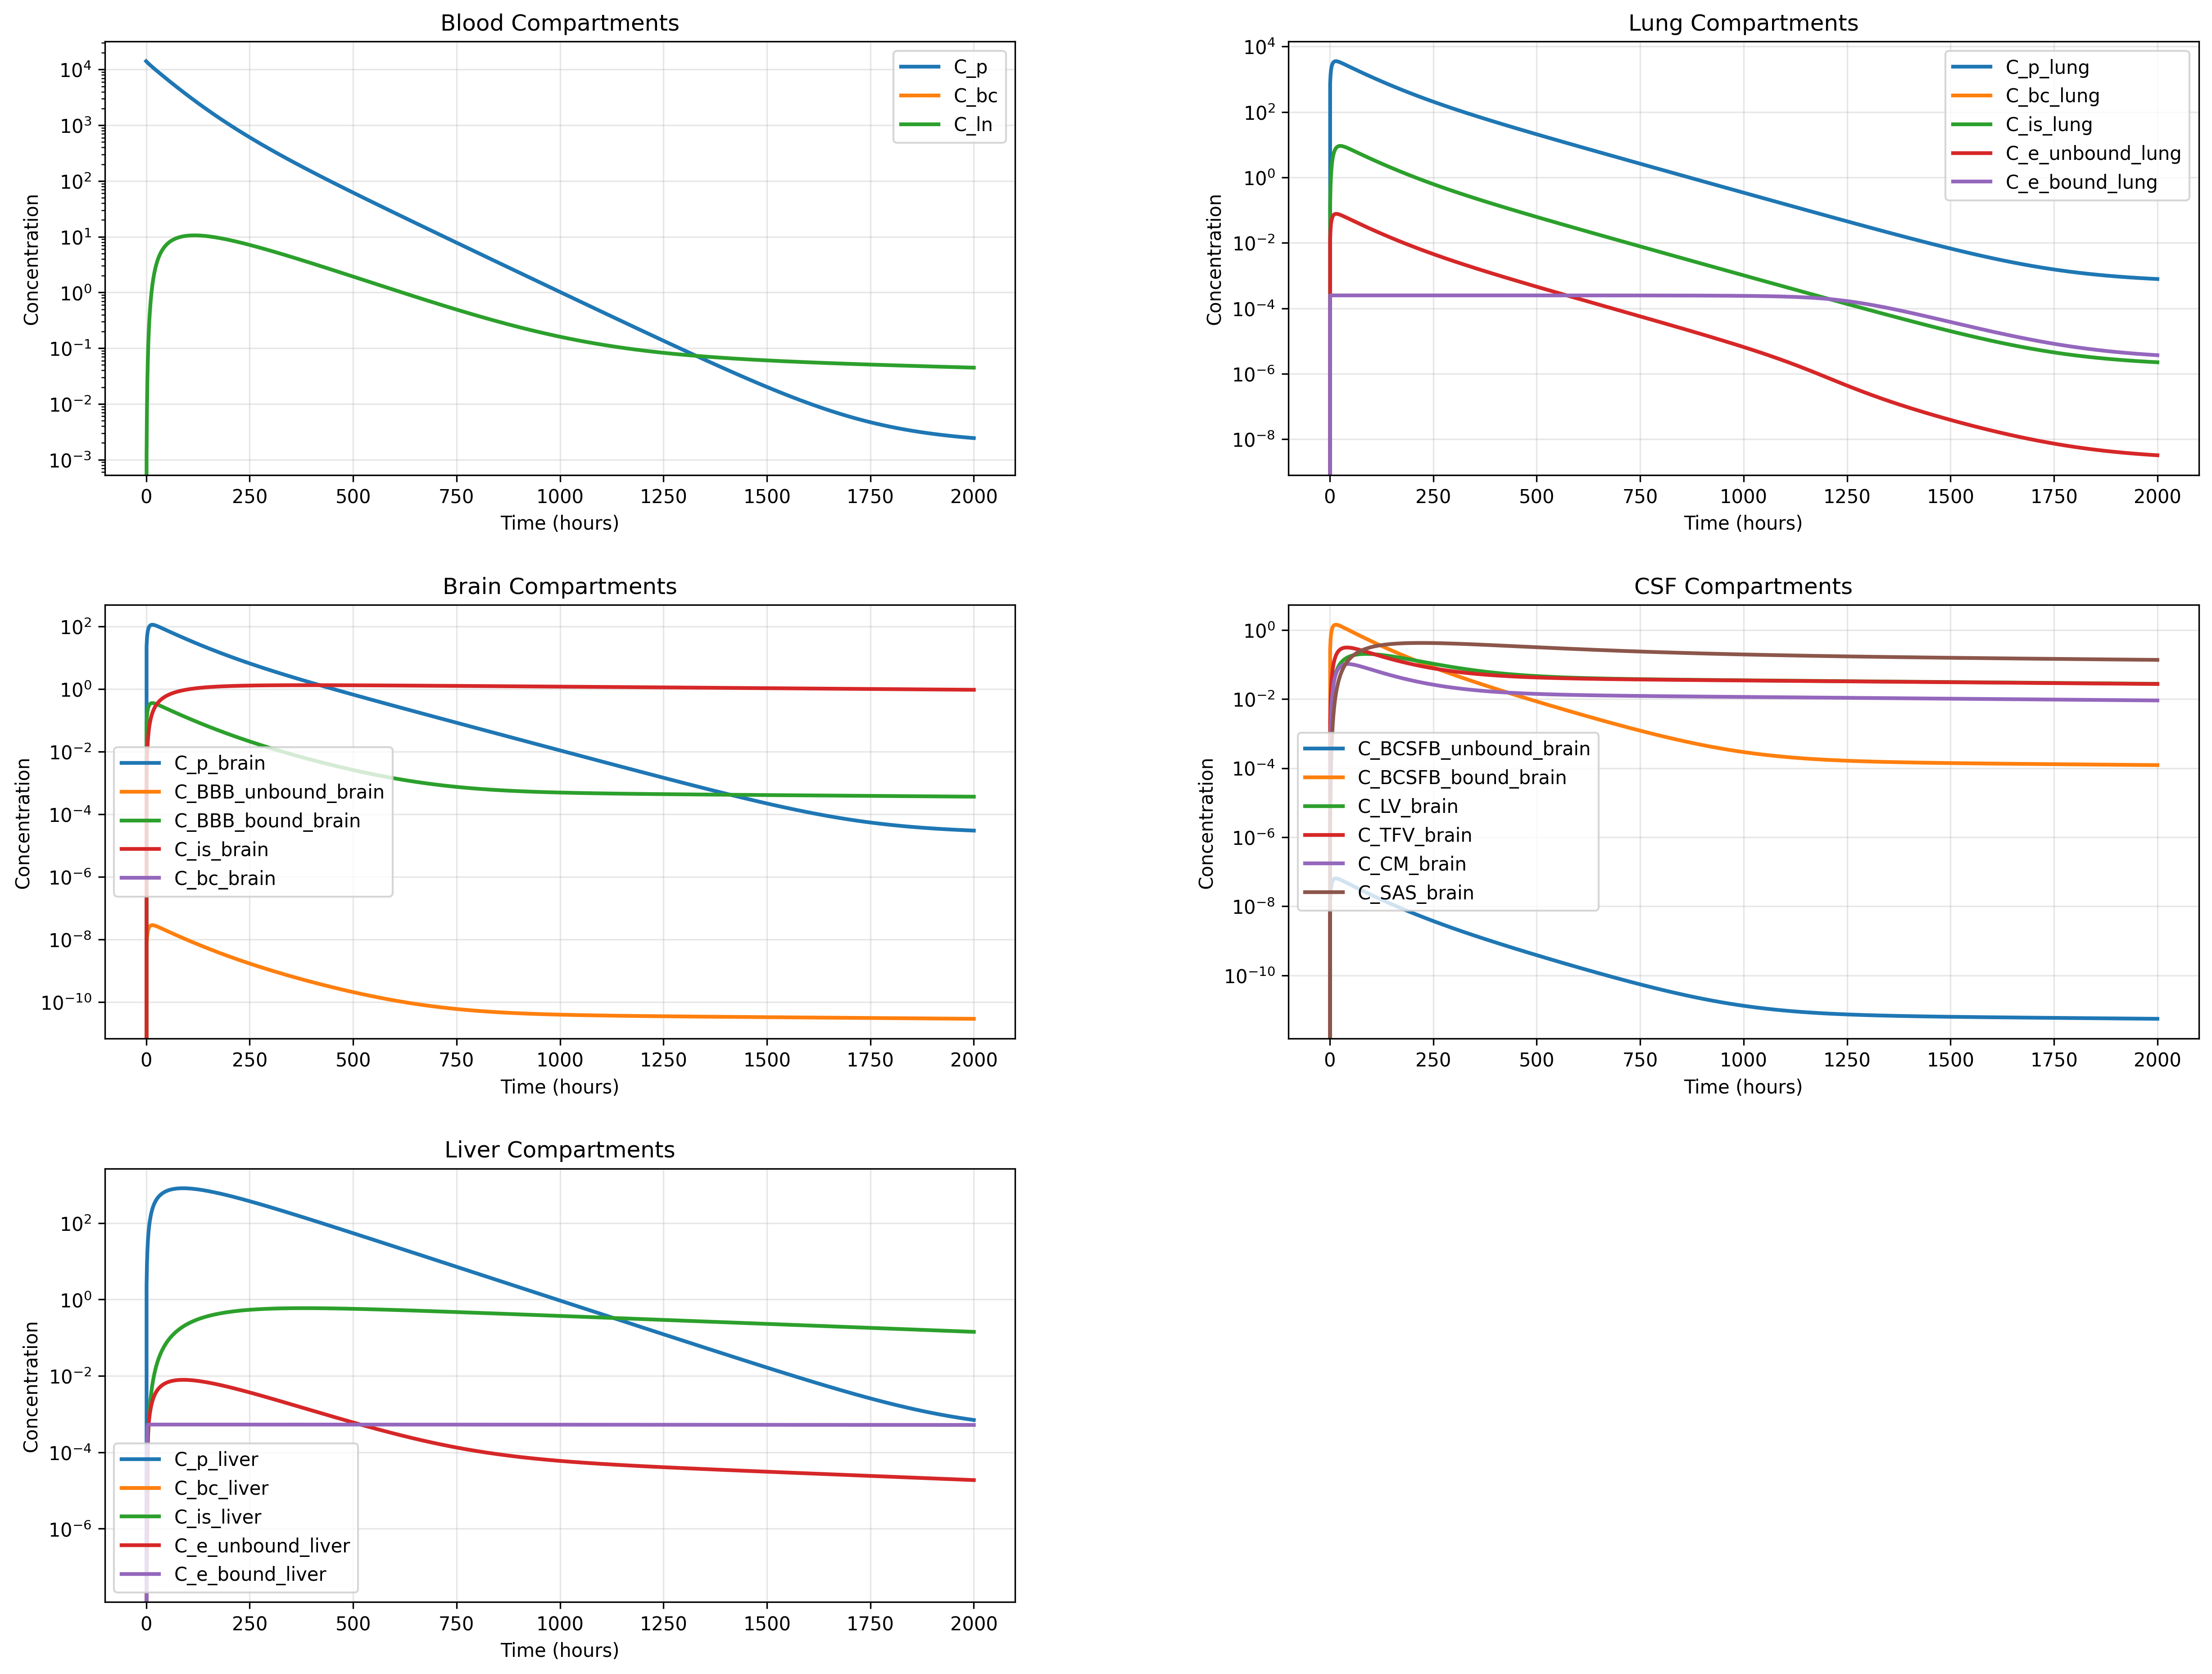 Blood Compartments
Concentration
10^4
10^3
10^2
10^1
10^0
10^−1
10^−2
10^−3
C_p
C_bc
C_ln
0 250 500 750 1000 1250 1500 1750 2000
Time (hours)
Lung Compartments
Concentration
10^4
10^2
10^0
10^−2
10^−4
10^−6
10^−8
C_p_lung
C_bc_lung
C_is_lung
C_e_unbound_lung
C_e_bound_lung
0 250 500 750 1000 1250 1500 1750 2000
Time (hours)
Brain Compartments
Concentration
10^2
10^0
10^−2
10^−4
10^−6
10^−8
10^−10
C_p_brain
C_BBB_unbound_brain
C_BBB_bound_brain
C_is_brain
C_bc_brain
0 250 500 750 1000 1250 1500 1750 2000
Time (hours)
CSF Compartments
Concentration
10^0
10^−2
10^−4
10^−6
10^−8
10^−10
C_BCSFB_unbound_brain
C_BCSFB_bound_brain
C_LV_brain
C_TFV_brain
C_CM_brain
C_SAS_brain
0 250 500 750 1000 1250 1500 1750 2000
Time (hours)
Liver Compartments
Concentration
10^2
10^0
10^−2
10^−4
10^−6
C_p_liver
C_bc_liver
C_is_liver
C_e_unbound_liver
C_e_bound_liver
0 250 500 750 1000 1250 1500 1750 2000
Time (hours)